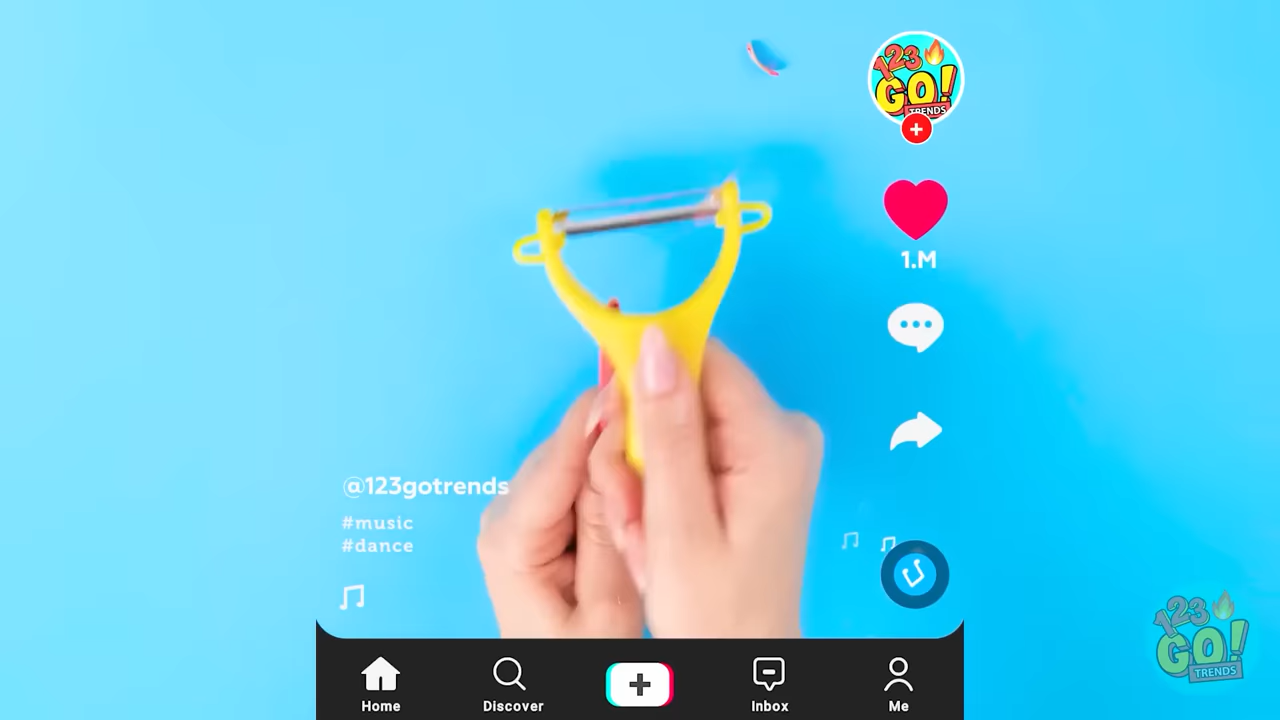 123
GO!
TRENDS
1.M
@123gotrends
#music
#dance
123
GO!
TRENDS
Home
Discover
Inbox
Me